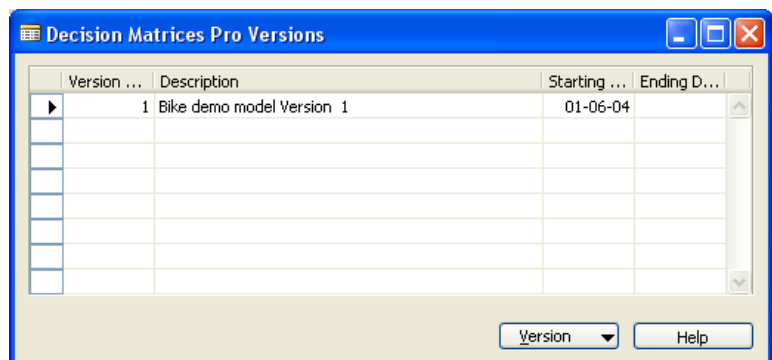 Decision Matrices Pro Versions
Version ... Description Starting ... Ending D...
1 Bike demo model Version 1 01-06-04
Version Help